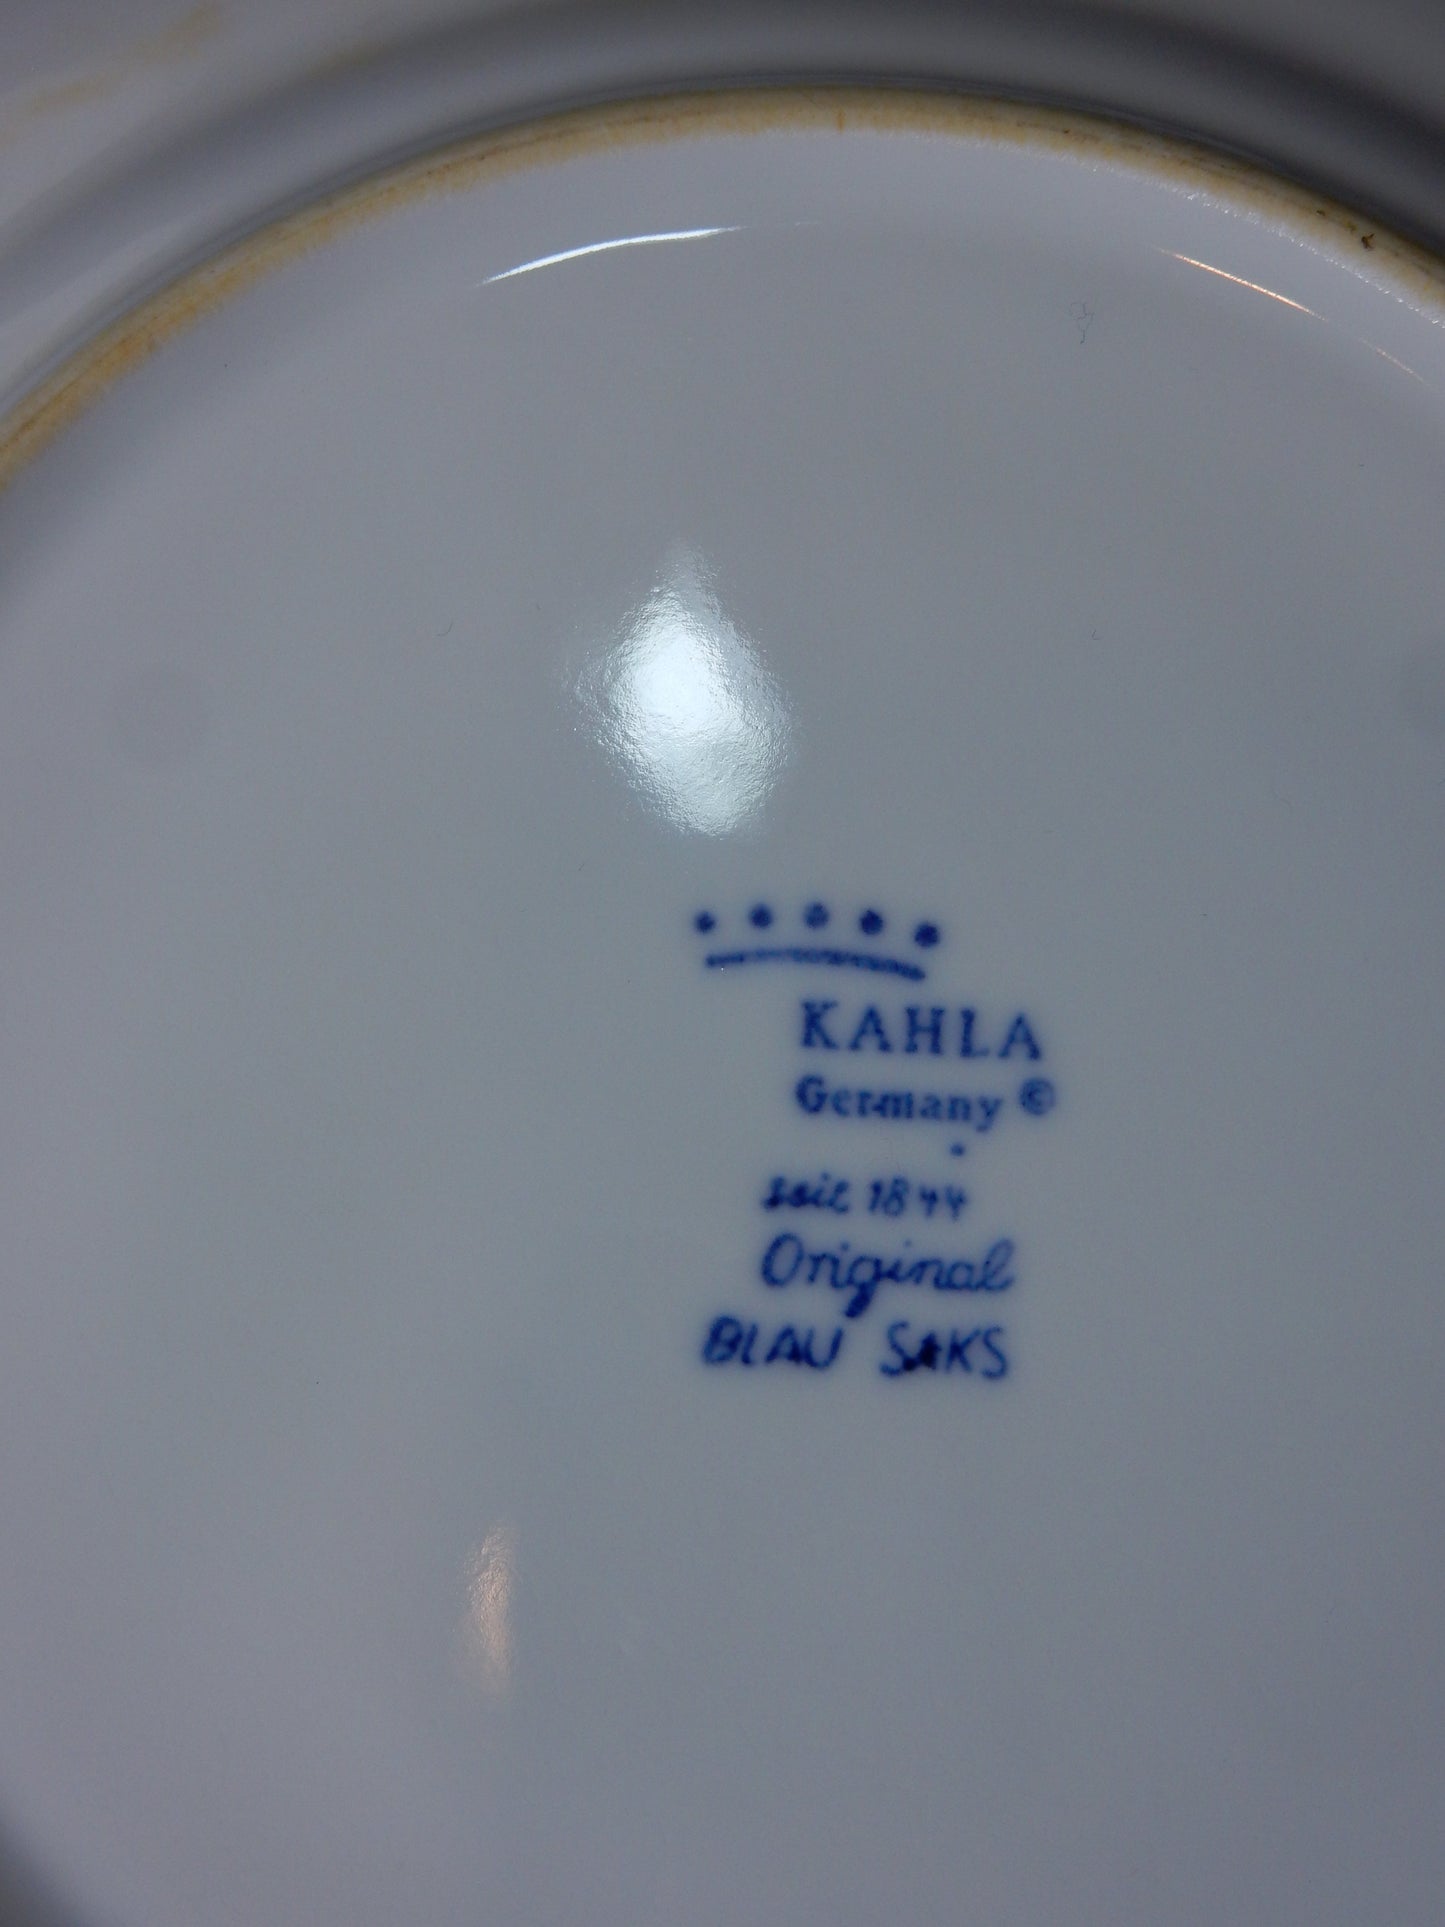 KAHLA
Germany ©
seit 1844
Original
BLAU SAKS